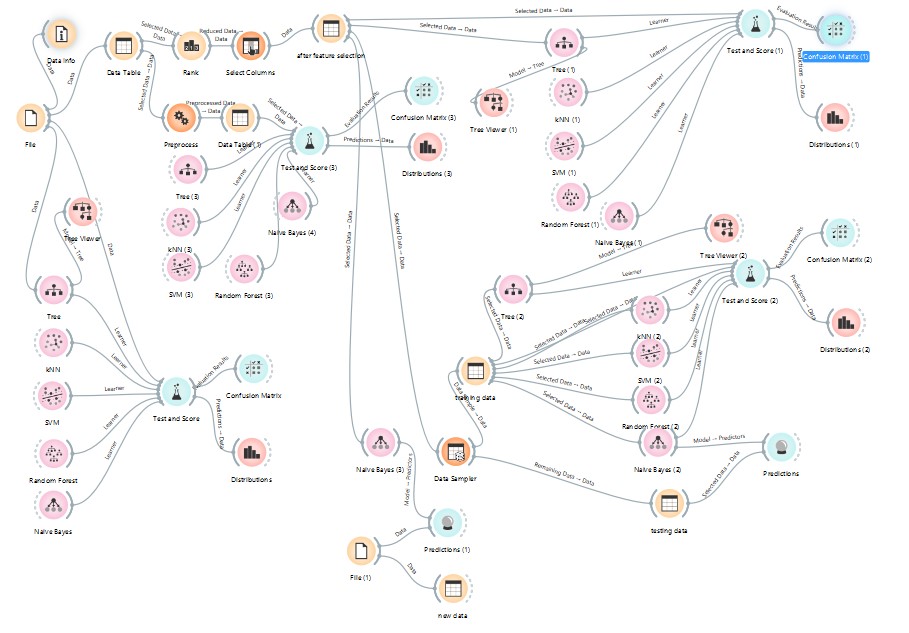 Selected Data → Data
Selected Data → Data
Reduced Data → Data
Data
Selected Data → Data
Learner
Evaluation Results
Data Info
Data Table
Rank
Select Columns
after feature selection
Tree (1)
Test and Score (1)
Confusion Matrix (1)
Data
Data
Selected Data → Data
Model → Tree
Learner
Learner
Learner
Learner
Predictions → Data
File
Preprocess
Preprocessed Data → Data
Data Table (1)
Selected Data → Data
Evaluation Results
Confusion Matrix (3)
Tree Viewer (1)
kNN (1)
Distributions (1)
Predictions → Data
Test and Score (3)
Distributions (3)
SVM (1)
Learner
Learner
Learner
Learner
Tree (3)
Naive Bayes (4)
Random Forest (1)
Naive Bayes (1)
Data
Data
Tree Viewer
Model → Tree
kNN (3)
SVM (3)
Random Forest (3)
Selected Data → Data
Selected Data → Data
Model → Tree
Tree Viewer (2)
Evaluation Results
Confusion Matrix (2)
Learner
Test and Score (2)
Predictions → Data
Distributions (2)
Tree
Tree (2)
Selected Data → Data
Selected Data → Data
Selected Data → Data
Selected Data → Data
Selected Data → Data
Selected Data → Data
Learner
Learner
Learner
kNN (2)
SVM (2)
Random Forest (2)
training data
kNN
Learner
Learner
Learner
Learner
Learner
Evaluation Results
Confusion Matrix
SVM
Test and Score
Predictions → Data
Distributions
Random Forest
Naive Bayes
Data Sample → Data
Naive Bayes (3)
Data Sampler
Naive Bayes (2)
Model → Predictors
Predictions
Model → Predictors
Remaining Data → Data
Selected Data → Data
testing data
Data
Predictions (1)
File (1)
Data
new data